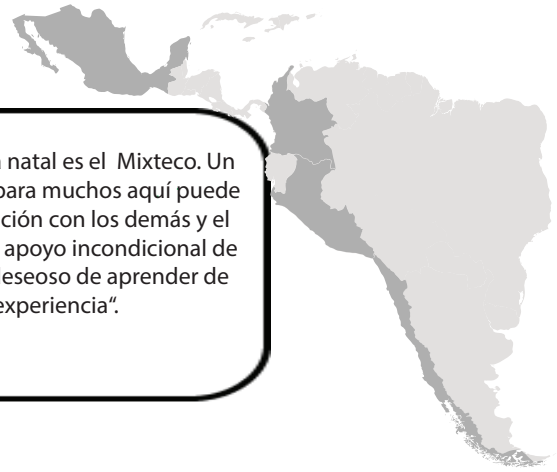 natal es el Mixteco. Un
para muchos aquí puede
ción con los demás y el
apoyo incondicional de
eseoso de aprender de
experiencia“.